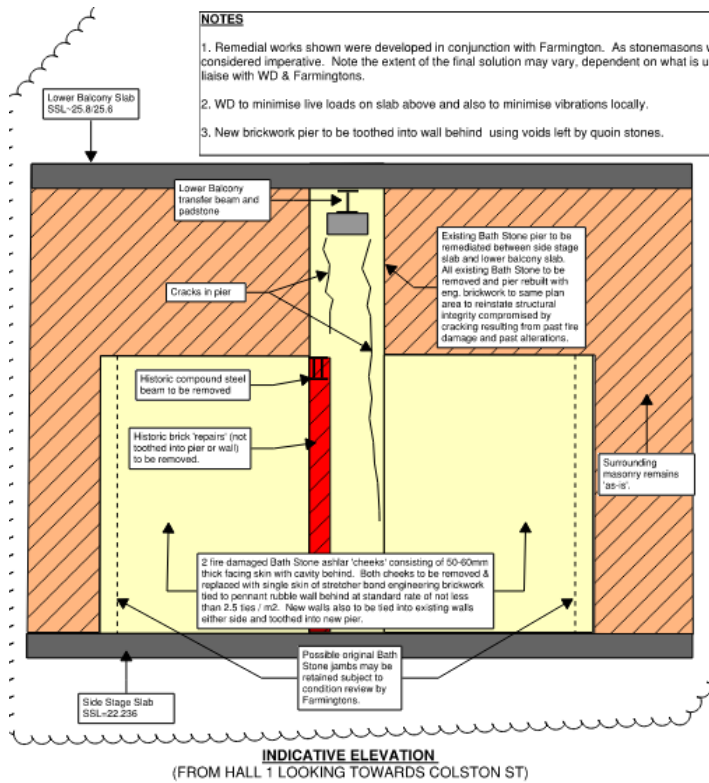 NOTES
1. Remedial works shown were developed in conjunction with Farmington. As stonemasons
considered imperative. Note the extent of the final solution may vary, dependent on what is
liaise with WD & Farmingtons.
2. WD to minimise live loads on slab above and also to minimise vibrations locally.
3. New brickwork pier to be toothed into wall behind using voids left by quoin stones.
Lower Balcony Slab
SSL~25.8/25.6
Lower Balcony
transfer beam and
padstone
Existing Bath Stone pier to be
remediated between side stage
slab and lower balcony slab.
All existing Bath Stone to be
removed and pier rebuilt with
eng. brickwork to same plan
area to reinstate structural
integrity compromised by
cracking resulting from past fire
damage and past alterations.
Cracks in pier
Historic compound steel
beam to be removed
Historic brick 'repairs' (not
toothed into pier or wall)
to be removed.
Surrounding
masonry remains
'as-is'.
2 fire damaged Bath Stone ashlar 'cheeks' consisting of 50-60mm
thick facing skin with cavity behind. Both cheeks to be removed &
replaced with single skin of stretcher bond engineering brickwork
tied to pennant rubble wall behind at standard rate of not less
than 2.5 ties / m2. New walls also to be tied into existing walls
either side and toothed into new pier.
Possible original Bath
Stone jambs may be
retained subject to
condition review by
Farmingtons.
Side Stage Slab
SSL=22.236
INDICATIVE ELEVATION
(FROM HALL 1 LOOKING TOWARDS COLSTON ST)